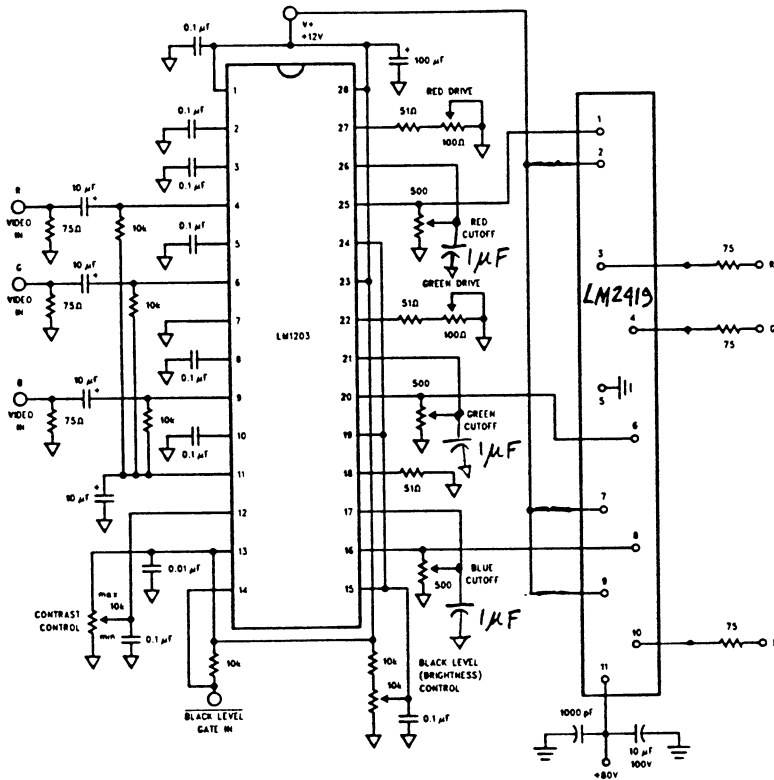 V+
+12V
0.1 μF
100 μF
+
1
28
RED DRIVE
51Ω
100Ω
0.1 μF
2
27
3
26
0.1 μF
R
VIDEO
IN
10 μF
+
75Ω
10k
4
25
500
RED
CUTOFF
1μF
0.1 μF
5
24
G
VIDEO
IN
10 μF
+
75Ω
10k
6
23
GREEN DRIVE
51Ω
100Ω
7
22
LM1203
8
21
0.1 μF
B
VIDEO
IN
10 μF
+
75Ω
10k
9
20
500
GREEN
CUTOFF
1μF
10
19
0.1 μF
11
18
51Ω
10 μF
+
12
17
13
16
0.01 μF
BLUE
CUTOFF
500
1μF
14
15
CONTRAST
CONTROL
max
10k
min
0.1 μF
10k
BLACK LEVEL
GATE IN
10k
10k
BLACK LEVEL
(BRIGHTNESS)
CONTROL
0.1 μF
1
2
3
75
R
LM2419
4
75
G
5
6
7
8
9
10
75
11
1000 pF
10 μF
100V
+80V